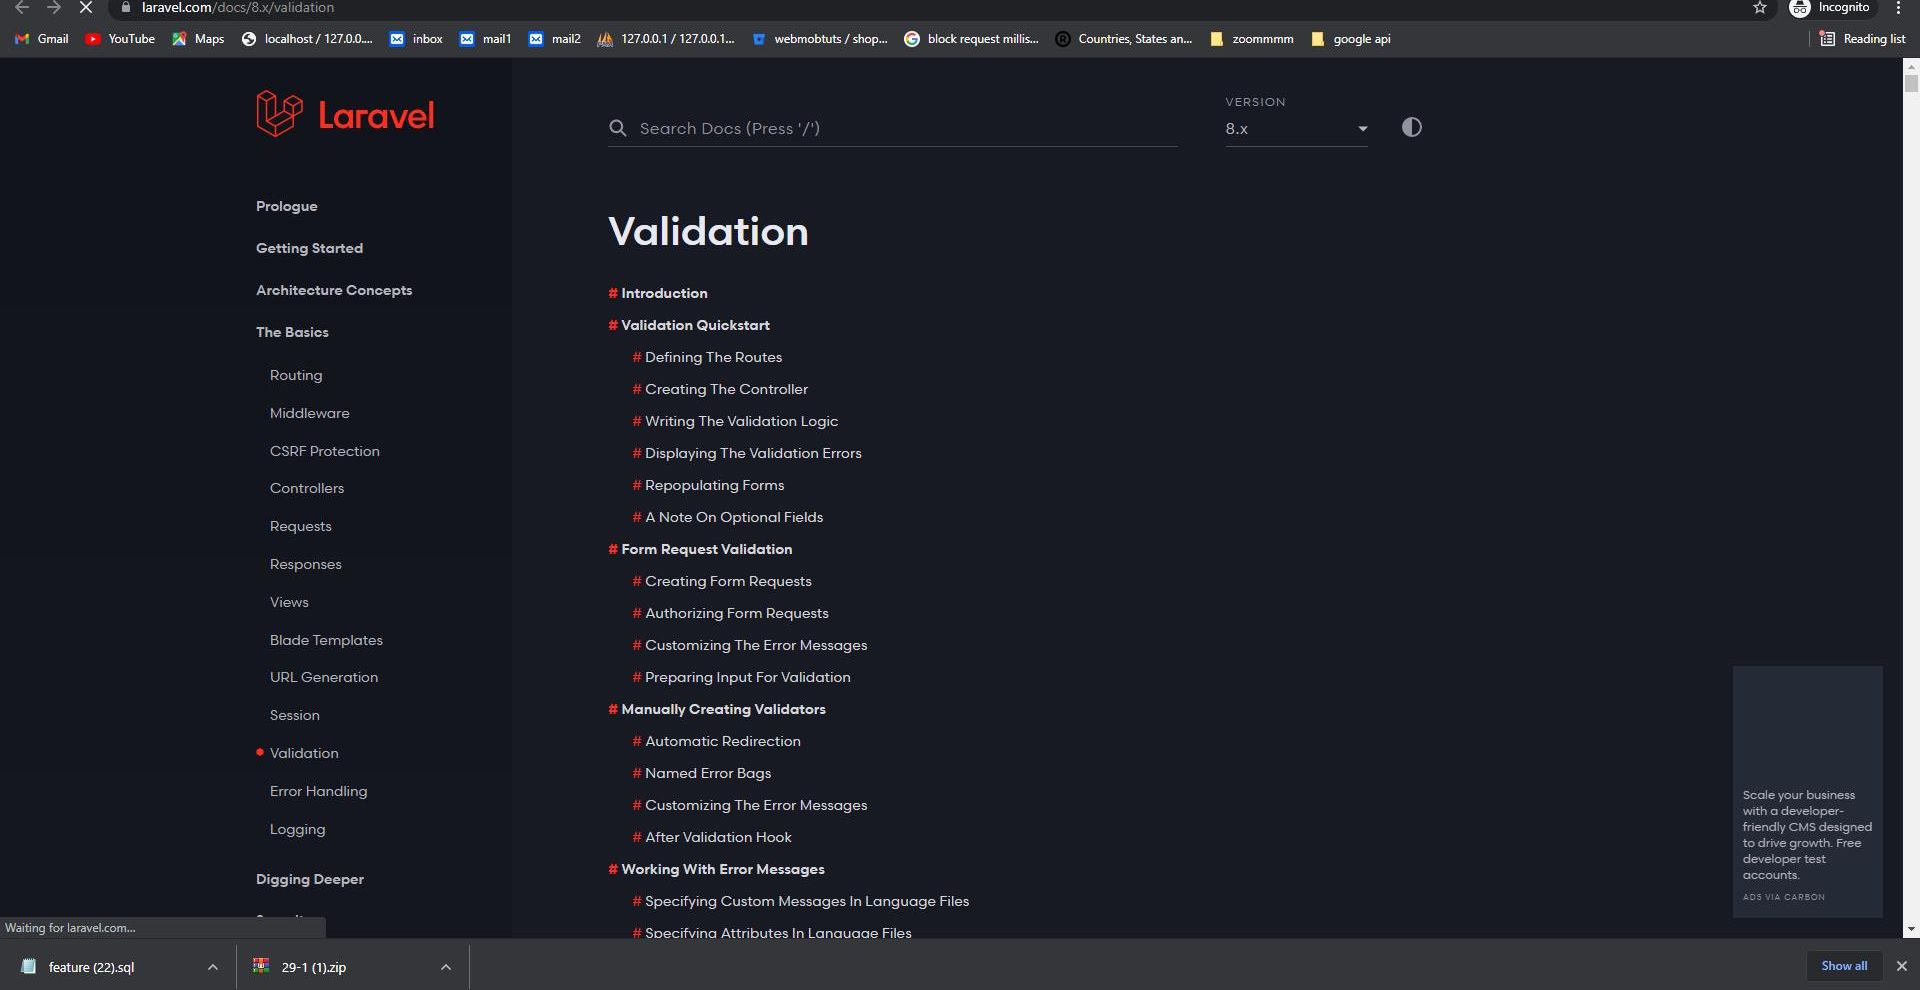 laravel.com/docs/8.x/validation
Incognito
Gmail YouTube Maps localhost / 127.0.0.... inbox mail1 mail2 127.0.0.1 / 127.0.0.1... webmobtuts / shop... block request millis... Countries, States an... zoommmm google api Reading list
Laravel
Search Docs (Press '/')
VERSION
8.x
Prologue
Getting Started
Architecture Concepts
The Basics
Routing
Middleware
CSRF Protection
Controllers
Requests
Responses
Views
Blade Templates
URL Generation
Session
Validation
Error Handling
Logging
Digging Deeper
Validation
# Introduction
# Validation Quickstart
# Defining The Routes
# Creating The Controller
# Writing The Validation Logic
# Displaying The Validation Errors
# Repopulating Forms
# A Note On Optional Fields
# Form Request Validation
# Creating Form Requests
# Authorizing Form Requests
# Customizing The Error Messages
# Preparing Input For Validation
# Manually Creating Validators
# Automatic Redirection
# Named Error Bags
# Customizing The Error Messages
# After Validation Hook
# Working With Error Messages
# Specifying Custom Messages In Language Files
# Specifying Attributes In Language Files
Scale your business
with a developer-
friendly CMS designed
to drive growth. Free
developer test
accounts.
ADS VIA CARBON
Waiting for laravel.com...
feature (22).sql
29-1 (1).zip
Show all